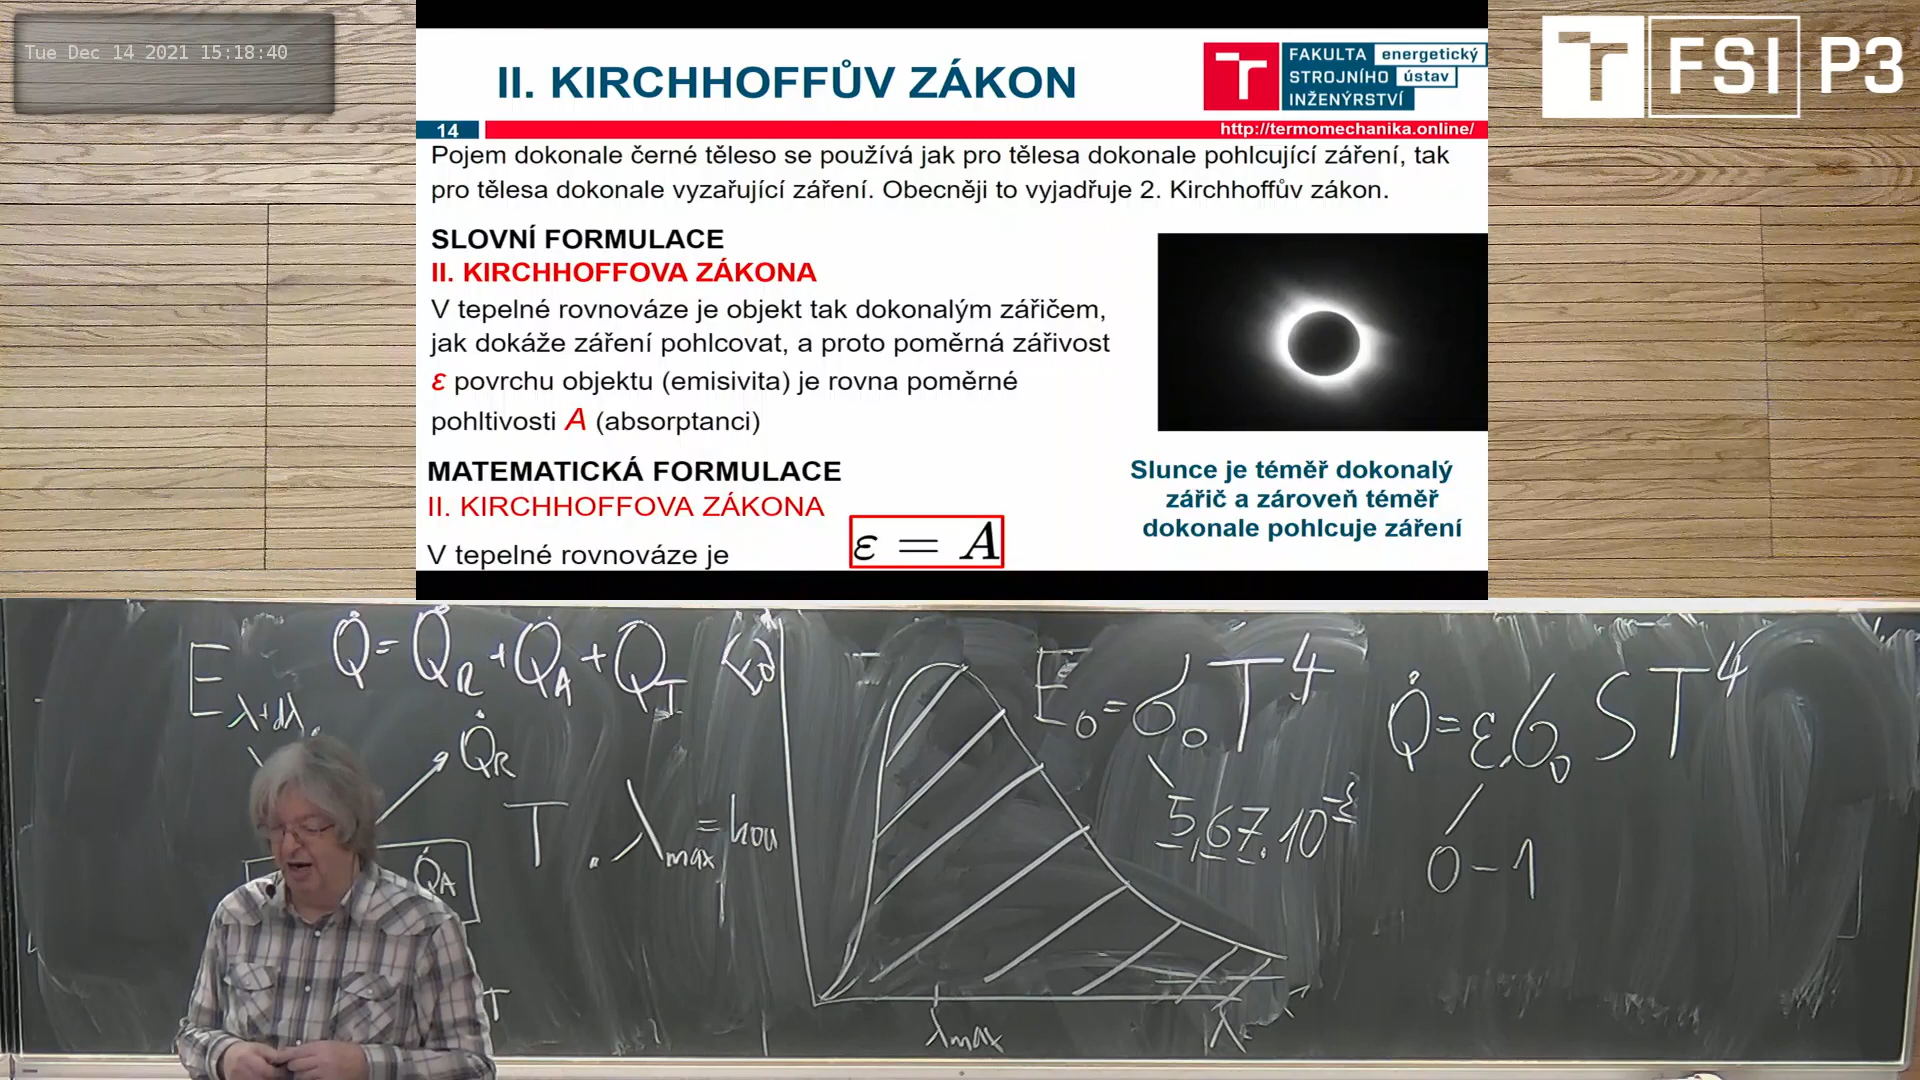 Tue Dec 14 2021 15:18:40
II. KIRCHHOFFŮV ZÁKON
FAKULTA energetický
STROJNÍHO ústav
INŽENÝRSTVÍ
FSI P3
14
http://termomechanika.online/
Pojem dokonale černé těleso se používá jak pro tělesa dokonale pohlcující záření, tak
pro tělesa dokonale vyzařující záření. Obecněji to vyjadřuje 2. Kirchhoffův zákon.
SLOVNÍ FORMULACE
II. KIRCHHOFFOVA ZÁKONA
V tepelné rovnováze je objekt tak dokonalým zářičem,
jak dokáže záření pohlcovat, a proto poměrná zářivost
ε povrchu objektu (emisivita) je rovna poměrné
pohltivosti A (absorptanci)
MATEMATICKÁ FORMULACE
II. KIRCHHOFFOVA ZÁKONA
V tepelné rovnováze je
ε = A
Slunce je téměř dokonalý
zářič a zároveň téměř
dokonale pohlcuje záření
E λ+dλ
Q̇ = Q̇R + Q̇A + Q̇T
Q̇R
Q̇A
T . λmax = kon
E0 = σ0 T⁴
5,67.10⁻⁸
Q̇ = ε.σ0 S T⁴
0 - 1
λmax
λ